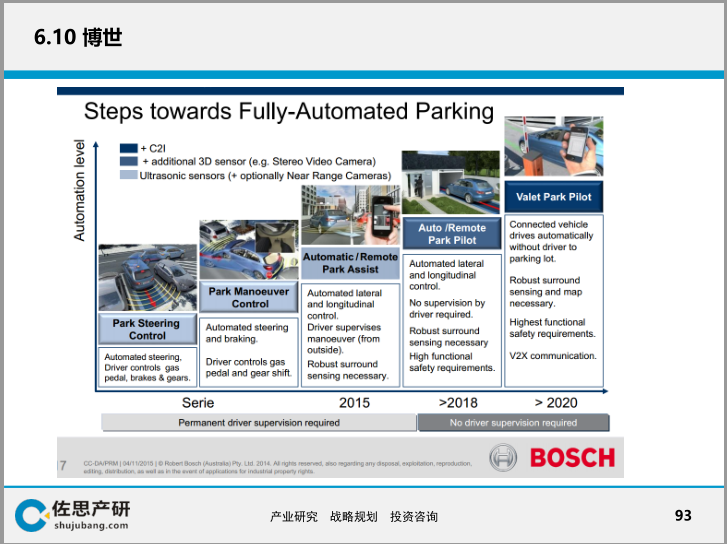 6.10 博世
Steps towards Fully-Automated Parking
Automation level
+ C2I
+ additional 3D sensor (e.g. Stereo Video Camera)
Ultrasonic sensors (+ optionally Near Range Cameras)
Park Steering
Control
Automated steering,
Driver controls gas
pedal, brakes & gears.
Park Manoeuver
Control
Automated steering
and braking.
Driver controls gas
pedal and gear shift.
Automatic / Remote
Park Assist
Automated lateral
and longitudinal
control.
Driver supervises
manoeuver (from
outside).
Robust surround
sensing necessary.
Auto /Remote
Park Pilot
Automated lateral
and longitudinal
control.
No supervision by
driver required.
Robust surround
sensing necessary
High functional
safety requirements.
Valet Park Pilot
Connected vehicle
drives automatically
without driver to
parking lot.
Robust surround
sensing and map
necessary.
Highest functional
safety requirements.
V2X communication.
Serie
2015
>2018
> 2020
Permanent driver supervision required
No driver supervision required
7
CC-DA/PRM | 04/11/2015 | © Robert Bosch (Australia) Pty. Ltd. 2014. All rights reserved, also regarding any disposal, exploitation, reproduction,
editing, distribution, as well as in the event of applications for industrial property rights.
BOSCH
佐思产研
shujubang.com
产业研究 战略规划 投资咨询
93